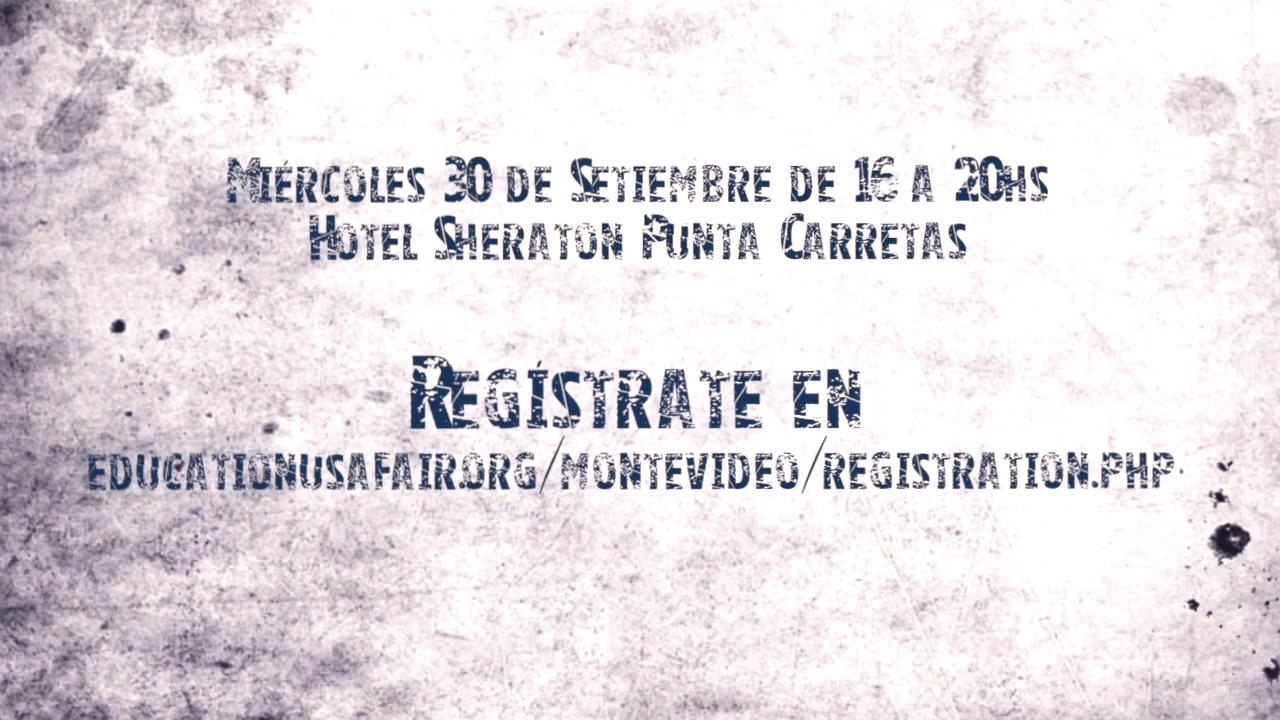 Miércoles 30 de Setiembre de 16 a 20hs
Hotel Sheraton Punta Carretas
Regístrate en
educationusafair.org/montevideo/registration.php